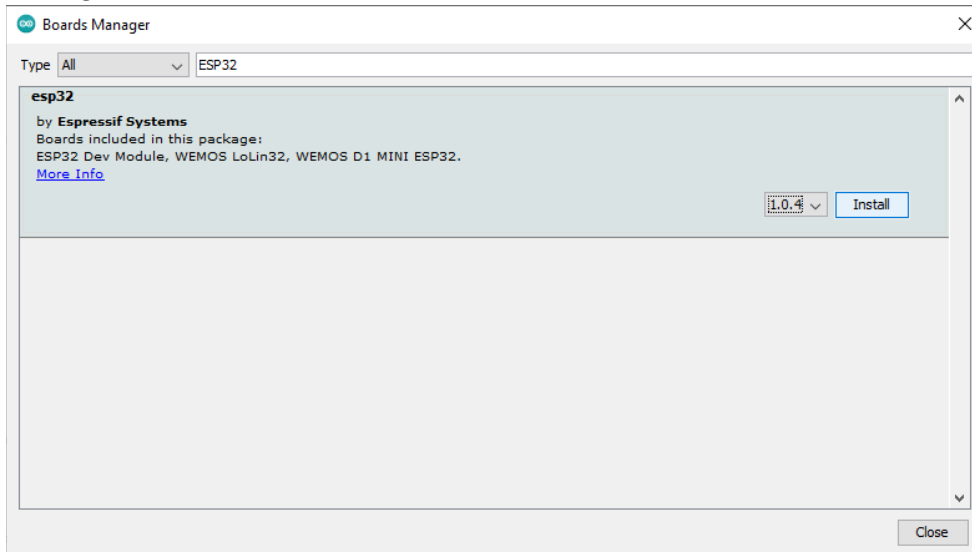 Boards Manager
Type All ESP32
esp32
by Espressif Systems
Boards included in this package:
ESP32 Dev Module, WEMOS LoLin32, WEMOS D1 MINI ESP32.
More Info
1.0.4 Install
Close